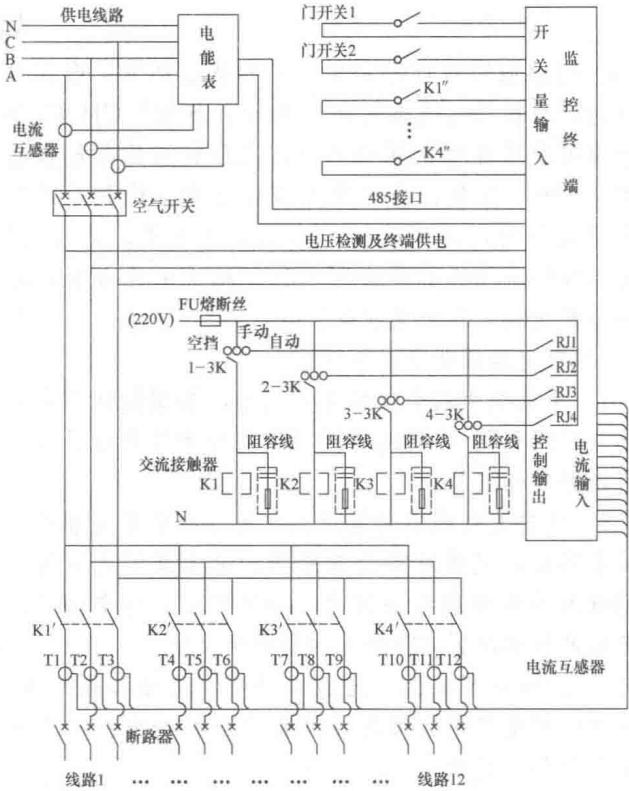 供电线路
N
C
B
A
电能表
电流
互感器
空气开关
门开关1
门开关2
K1″
⋮
K4″
开关量输入
监控终端
485接口
电压检测及终端供电
FU熔断丝
(220V)
手动
空挡
自动
1-3K
2-3K
3-3K
4-3K
RJ1
RJ2
RJ3
RJ4
阻容线
阻容线
阻容线
阻容线
交流接触器
K1
K2
K3
K4
控制输出
电流输入
N
K1′
K2′
K3′
K4′
T1 T2 T3
T4 T5 T6
T7 T8 T9
T10 T11 T12
电流互感器
断路器
线路1 … … … … … … … 线路12